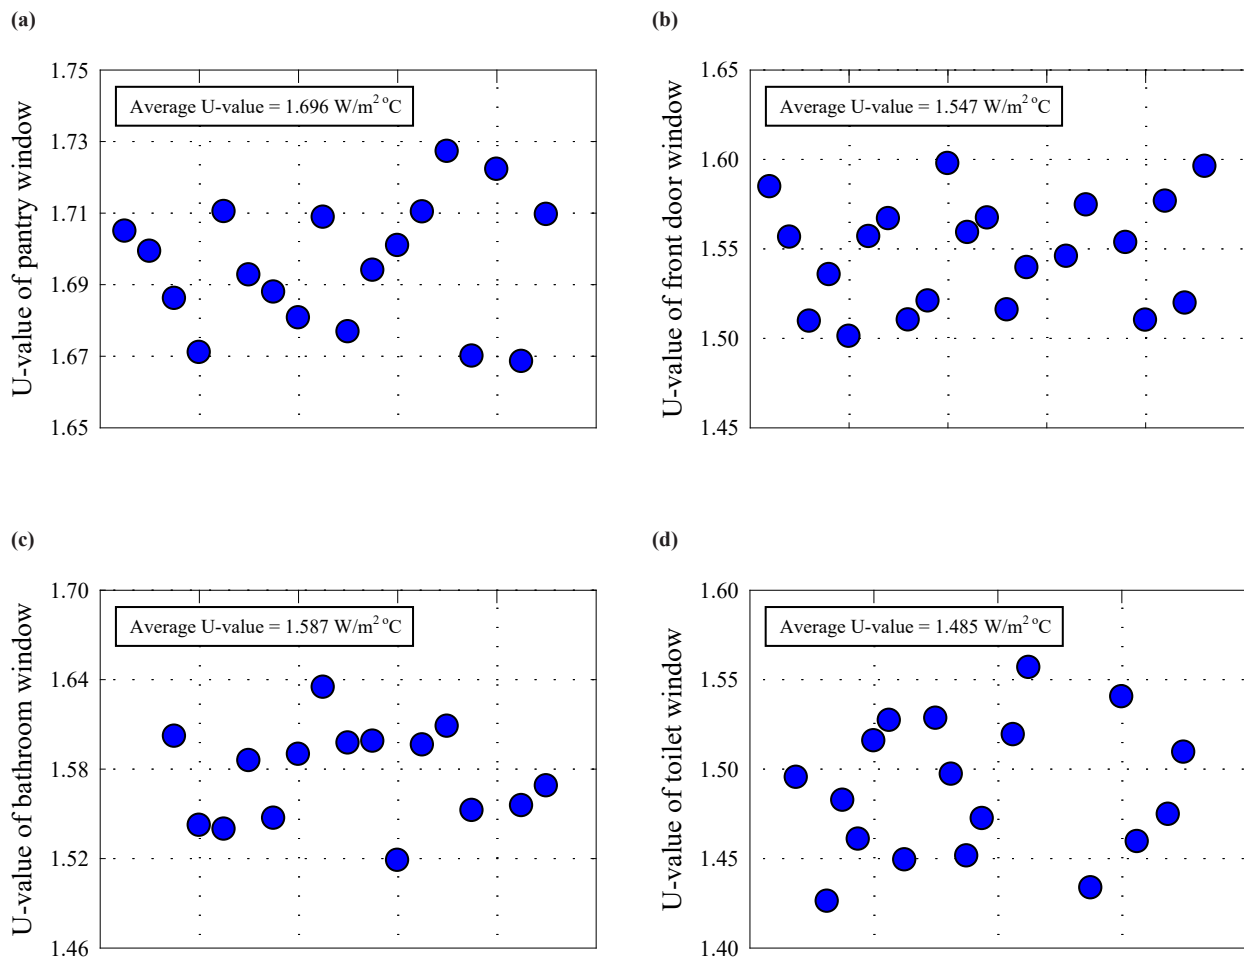 (a)
U-value of pantry window
1.75
1.73
1.71
1.69
1.67
1.65
Average U-value = 1.696 W/m² °C
(b)
U-value of front door window
1.65
1.60
1.55
1.50
1.45
Average U-value = 1.547 W/m² °C
(c)
U-value of bathroom window
1.70
1.64
1.58
1.52
1.46
Average U-value = 1.587 W/m² °C
(d)
U-value of toilet window
1.60
1.55
1.50
1.45
1.40
Average U-value = 1.485 W/m² °C